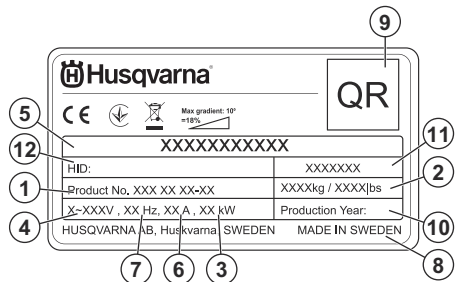 9
Husqvarna
QR
CE
Max gradient: 10°
=18%
5
XXXXXXXXXXX
11
12
HID:
XXXXXXX
2
1
Product No. XXX XX XX-XX
XXXXkg / XXXXlbs
4
X~XXXV , XX Hz, XX A , XX kW
Production Year:
10
HUSQVARNA AB, Huskvarna, SWEDEN
MADE IN SWEDEN
7
6
3
8